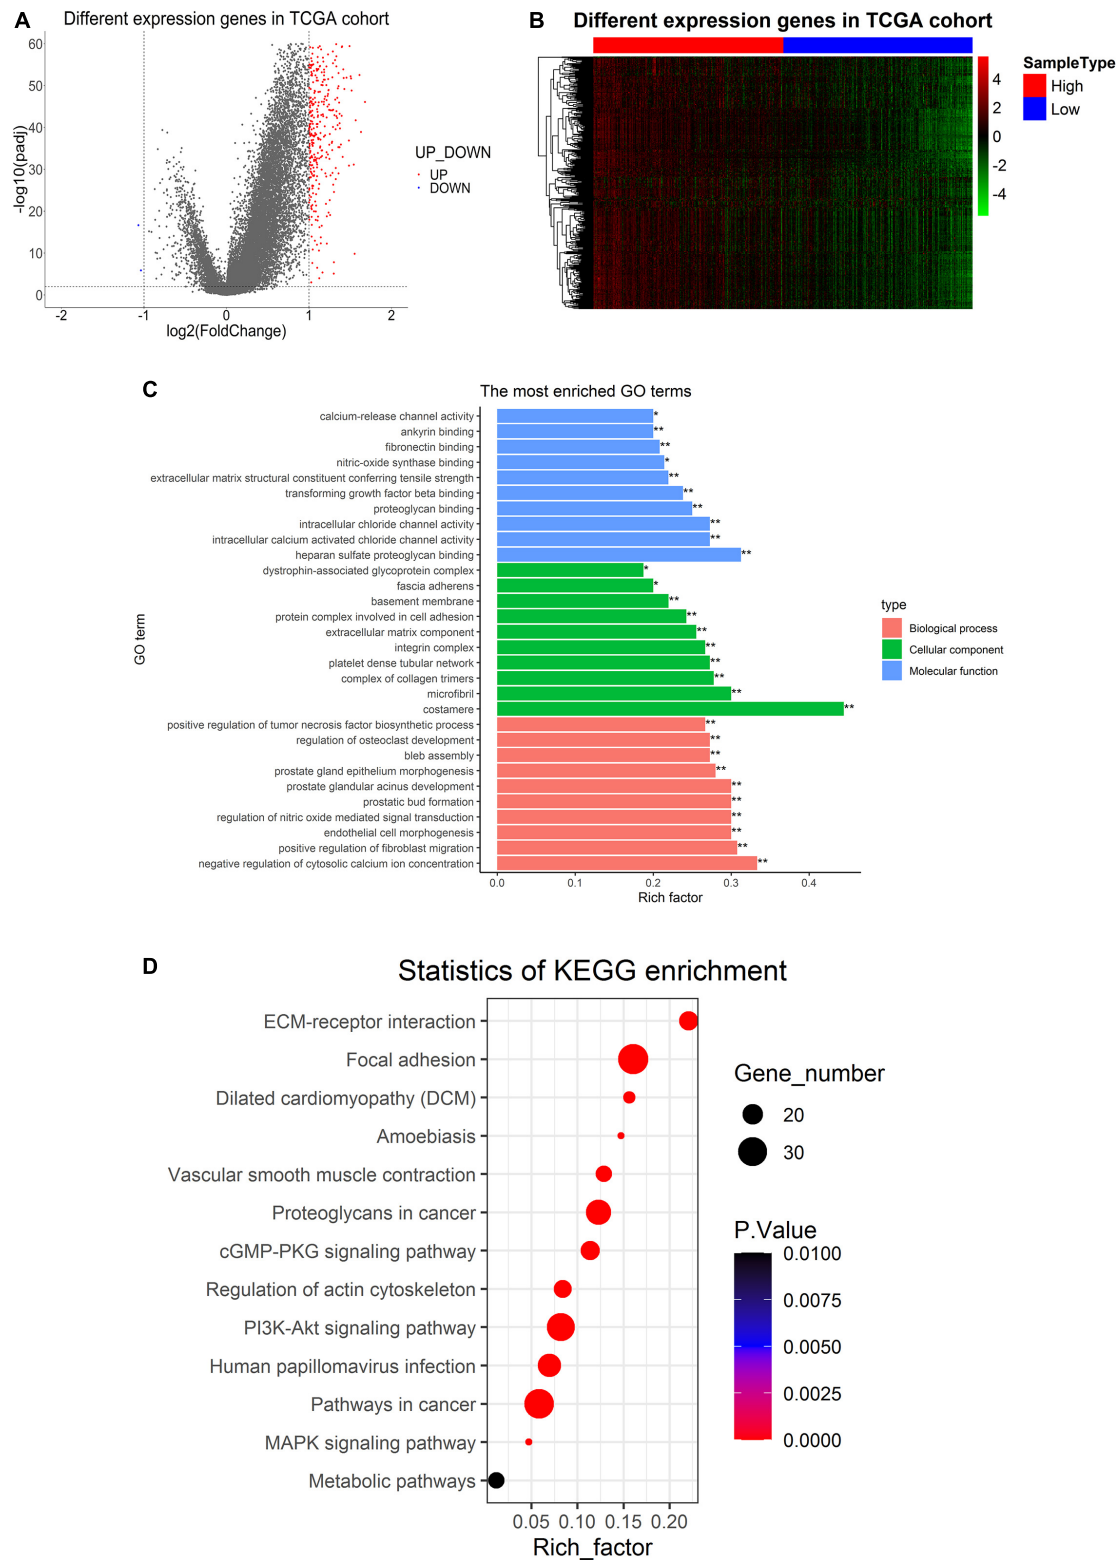 A
Different expression genes in TCGA cohort
60
50
40
30
20
10
0
-log10(padj)
-2
-1
0
1
2
log2(FoldChange)
UP_DOWN
UP
DOWN
B
Different expression genes in TCGA cohort
4
2
0
-2
-4
SampleType
High
Low
C
The most enriched GO terms
GO term
calcium-release channel activity *
ankyrin binding **
fibronectin binding **
nitric-oxide synthase binding *
extracellular matrix structural constituent conferring tensile strength **
transforming growth factor beta binding **
proteoglycan binding **
intracellular chloride channel activity **
intracellular calcium activated chloride channel activity **
heparan sulfate proteoglycan binding **
dystrophin-associated glycoprotein complex *
fascia adherens *
basement membrane **
protein complex involved in cell adhesion **
extracellular matrix component **
integrin complex **
platelet dense tubular network **
complex of collagen trimers **
microfibril **
costamere **
positive regulation of tumor necrosis factor biosynthetic process **
regulation of osteoclast development **
bleb assembly **
prostate gland epithelium morphogenesis **
prostate glandular acinus development **
prostatic bud formation **
regulation of nitric oxide mediated signal transduction **
endothelial cell morphogenesis **
positive regulation of fibroblast migration **
negative regulation of cytosolic calcium ion concentration **
0.0 0.1 0.2 0.3 0.4
Rich factor
type
Biological process
Cellular component
Molecular function
D
Statistics of KEGG enrichment
ECM-receptor interaction
Focal adhesion
Dilated cardiomyopathy (DCM)
Amoebiasis
Vascular smooth muscle contraction
Proteoglycans in cancer
cGMP-PKG signaling pathway
Regulation of actin cytoskeleton
PI3K-Akt signaling pathway
Human papillomavirus infection
Pathways in cancer
MAPK signaling pathway
Metabolic pathways
0.05 0.10 0.15 0.20
Rich_factor
Gene_number
20
30
P.Value
0.0100
0.0075
0.0050
0.0025
0.0000